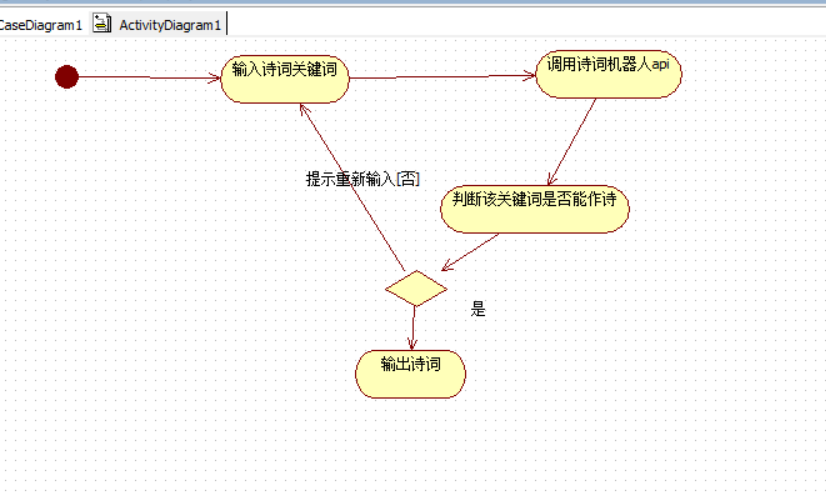 CaseDiagram1 ActivityDiagram1
输入诗词关键词
调用诗词机器人api
提示重新输入[否]
判断该关键词是否能作诗
是
输出诗词